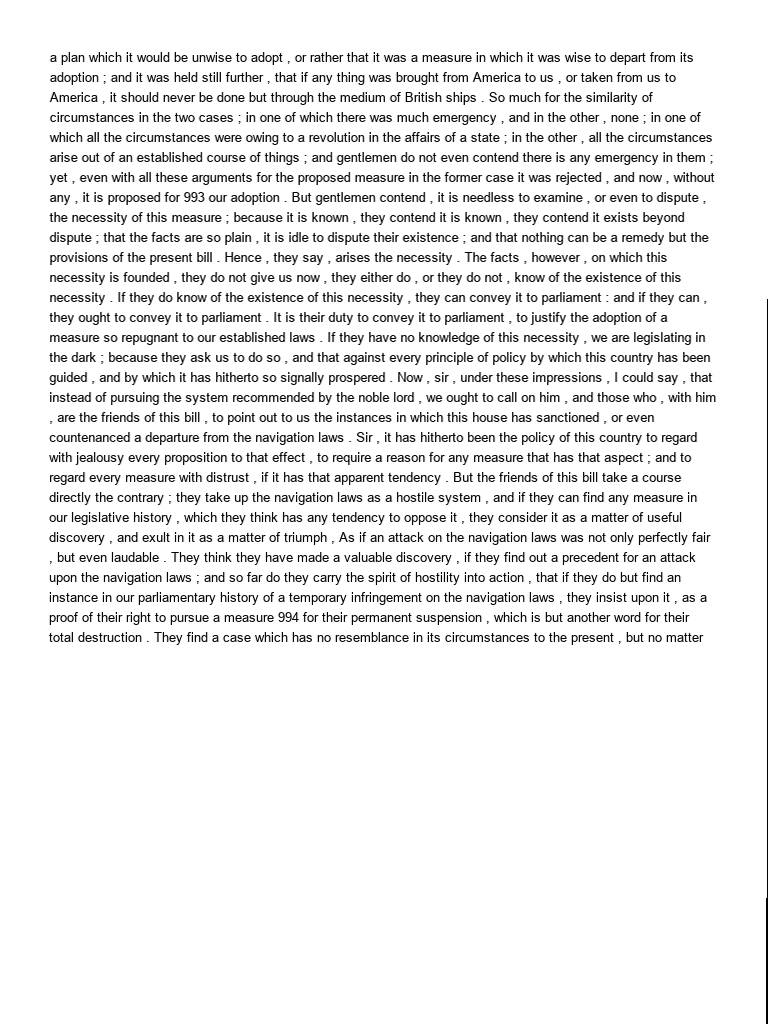 a plan which it would be unwise to adopt , or rather that it was a measure in which it was wise to depart from its
adoption ; and it was held still further , that if any thing was brought from America to us , or taken from us to
America , it should never be done but through the medium of British ships . So much for the similarity of
circumstances in the two cases ; in one of which there was much emergency , and in the other , none ; in one of
which all the circumstances were owing to a revolution in the affairs of a state ; in the other , all the circumstances
arise out of an established course of things ; and gentlemen do not even contend there is any emergency in them ;
yet , even with all these arguments for the proposed measure in the former case it was rejected , and now , without
any , it is proposed for 993 our adoption . But gentlemen contend , it is needless to examine , or even to dispute ,
the necessity of this measure ; because it is known , they contend it is known , they contend it exists beyond
dispute ; that the facts are so plain , it is idle to dispute their existence ; and that nothing can be a remedy but the
provisions of the present bill . Hence , they say , arises the necessity . The facts , however , on which this
necessity is founded , they do not give us now , they either do , or they do not , know of the existence of this
necessity . If they do know of the existence of this necessity , they can convey it to parliament : and if they can ,
they ought to convey it to parliament . It is their duty to convey it to parliament , to justify the adoption of a
measure so repugnant to our established laws . If they have no knowledge of this necessity , we are legislating in
the dark ; because they ask us to do so , and that against every principle of policy by which this country has been
guided , and by which it has hitherto so signally prospered . Now , sir , under these impressions , I could say , that
instead of pursuing the system recommended by the noble lord , we ought to call on him , and those who , with him
, are the friends of this bill , to point out to us the instances in which this house has sanctioned , or even
countenanced a departure from the navigation laws . Sir , it has hitherto been the policy of this country to regard
with jealousy every proposition to that effect , to require a reason for any measure that has that aspect ; and to
regard every measure with distrust , if it has that apparent tendency . But the friends of this bill take a course
directly the contrary ; they take up the navigation laws as a hostile system , and if they can find any measure in
our legislative history , which they think has any tendency to oppose it , they consider it as a matter of useful
discovery , and exult in it as a matter of triumph , As if an attack on the navigation laws was not only perfectly fair
, but even laudable . They think they have made a valuable discovery , if they find out a precedent for an attack
upon the navigation laws ; and so far do they carry the spirit of hostility into action , that if they do but find an
instance in our parliamentary history of a temporary infringement on the navigation laws , they insist upon it , as a
proof of their right to pursue a measure 994 for their permanent suspension , which is but another word for their
total destruction . They find a case which has no resemblance in its circumstances to the present , but no matter